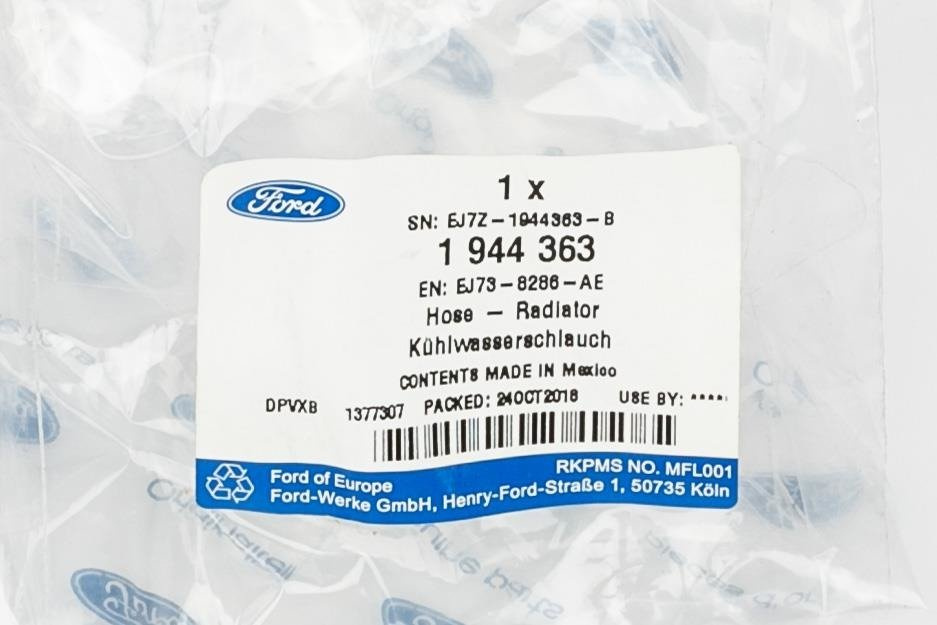 Ford
1 x
SN: EJ7Z-1944363-B
1 944 363
EN: EJ73-8286-AE
Hose - Radiator
Kühlwasserschlauch
CONTENTS MADE IN Mexico
DPVXB 1377307 PACKED: 24OCT2018 USE BY: ****
RKPMS NO. MFL001
Ford of Europe
Ford-Werke GmbH, Henry-Ford-Straße 1, 50735 Köln
parts
Ford